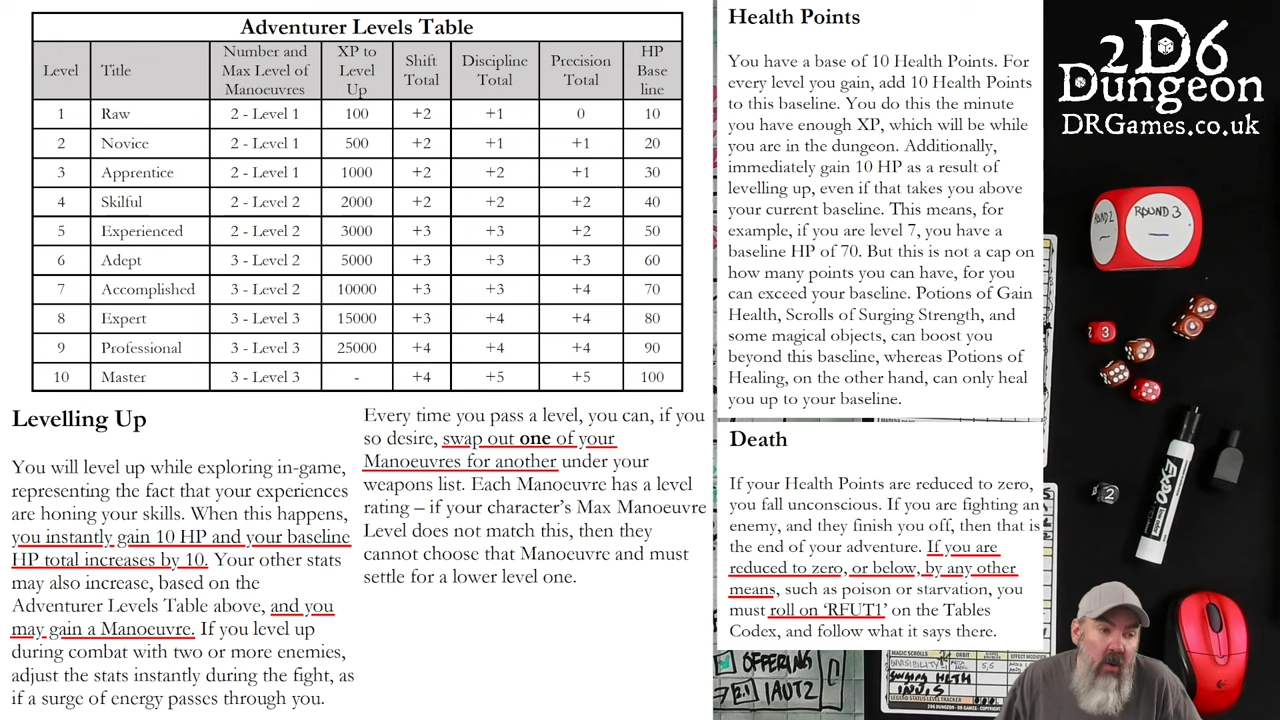 Adventurer Levels Table
Level Title Number and Max Level of Manoeuvres XP to Level Up Shift Total Discipline Total Precision Total HP Base line
1 Raw 2 - Level 1 100 +2 +1 0 10
2 Novice 2 - Level 1 500 +2 +1 +1 20
3 Apprentice 2 - Level 1 1000 +2 +2 +1 30
4 Skilful 2 - Level 2 2000 +2 +2 +2 40
5 Experienced 2 - Level 2 3000 +3 +3 +2 50
6 Adept 3 - Level 2 5000 +3 +3 +3 60
7 Accomplished 3 - Level 2 10000 +3 +3 +4 70
8 Expert 3 - Level 3 15000 +3 +4 +4 80
9 Professional 3 - Level 3 25000 +4 +4 +4 90
10 Master 3 - Level 3 - +4 +5 +5 100
Levelling Up
You will level up while exploring in-game,
representing the fact that your experiences
are honing your skills. When this happens,
you instantly gain 10 HP and your baseline
HP total increases by 10. Your other stats
may also increase, based on the
Adventurer Levels Table above, and you
may gain a Manoeuvre. If you level up
during combat with two or more enemies,
adjust the stats instantly during the fight, as
if a surge of energy passes through you.
Every time you pass a level, you can, if you
so desire, swap out one of your
Manoeuvres for another under your
weapons list. Each Manoeuvre has a level
rating – if your character's Max Manoeuvre
Level does not match this, then they
cannot choose that Manoeuvre and must
settle for a lower level one.
Health Points
You have a base of 10 Health Points. For
every level you gain, add 10 Health Points
to this baseline. You do this the minute
you have enough XP, which will be while
you are in the dungeon. Additionally,
immediately gain 10 HP as a result of
levelling up, even if that takes you above
your current baseline. This means, for
example, if you are level 7, you have a
baseline HP of 70. But this is not a cap on
how many points you can have, for you
can exceed your baseline. Potions of Gain
Health, Scrolls of Surging Strength, and
some magical objects, can boost you
beyond this baseline, whereas Potions of
Healing, on the other hand, can only heal
you up to your baseline.
Death
If your Health Points are reduced to zero,
you fall unconscious. If you are fighting an
enemy, and they finish you off, then that is
the end of your adventure. If you are
reduced to zero, or below, by any other
means, such as poison or starvation, you
must roll on 'RFUT1' on the Tables
Codex, and follow what it says there.
2D6
Dungeon
DRGames.co.uk
ROUND 2
ROUND 3
3
2
EXPO
OFFERING
MAGIC SCROLLS ORBIT EFFECT MODIFIER
INVISIBILITY 5,5